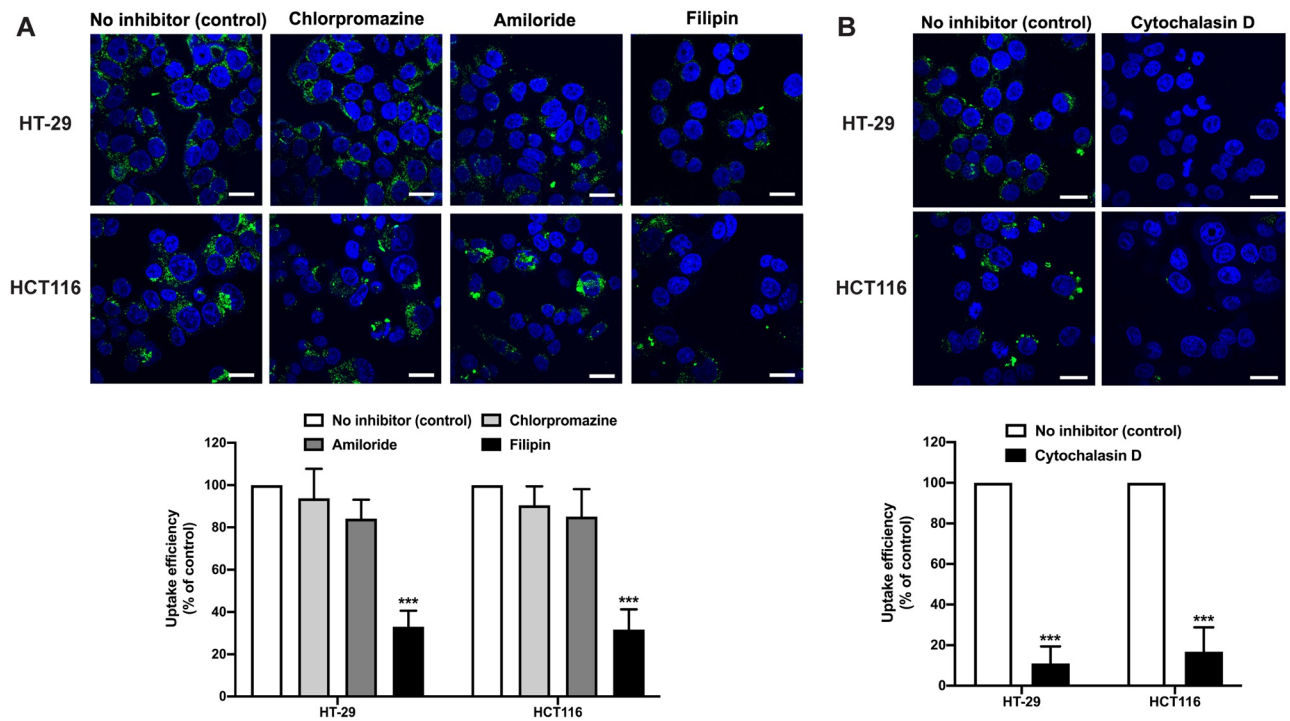 A
No inhibitor (control)
Chlorpromazine
Amiloride
Filipin
HT-29
HCT116
No inhibitor (control)
Chlorpromazine
Amiloride
Filipin
Uptake efficiency
(% of control)
120
100
80
60
40
20
0
***
***
HT-29
HCT116
B
No inhibitor (control)
Cytochalasin D
HT-29
HCT116
No inhibitor (control)
Cytochalasin D
Uptake efficiency
(% of control)
120
100
80
60
40
20
0
***
***
HT-29
HCT116